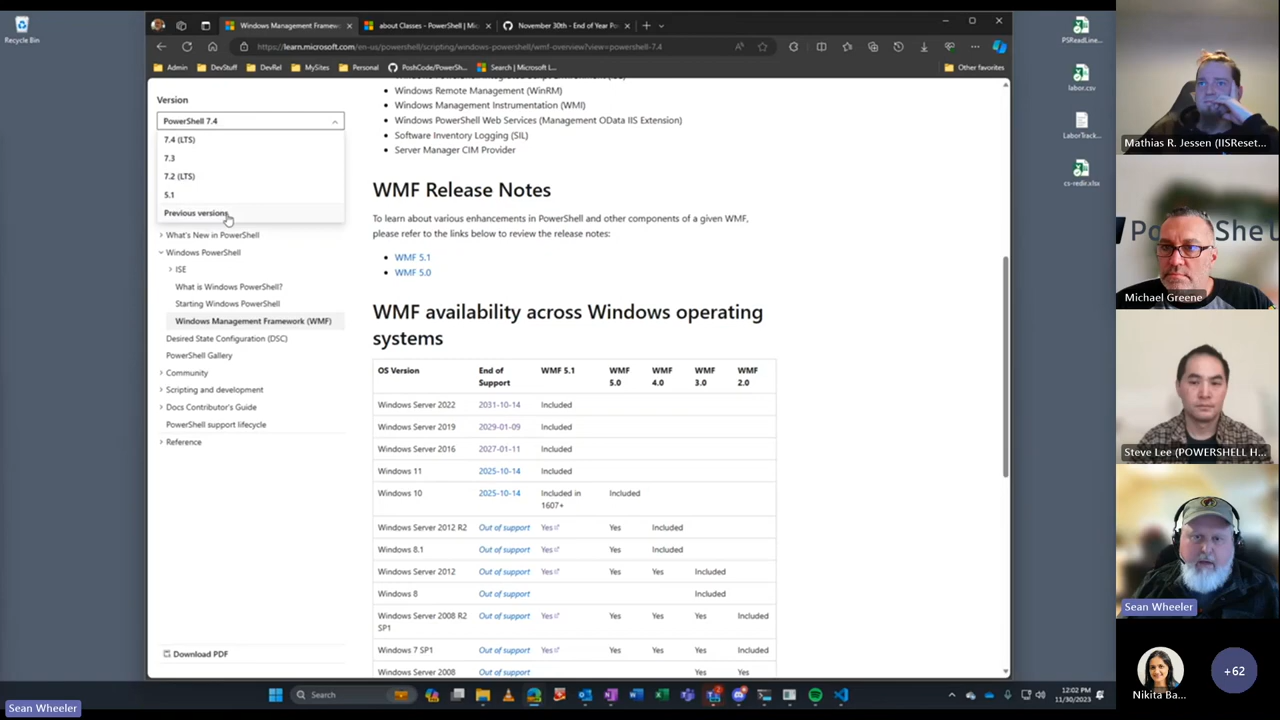 Recycle Bin
Windows Management Framew...
about Classes - PowerShell | Mic
November 30th - End of Year Po
https://learn.microsoft.com/en-us/powershell/scripting/windows-powershell/wmf-overview?view=powershell-7.4
Admin
DevStuff
DevRel
MySites
Personal
PoshCode/PowerSh...
Search | Microsoft L...
Other favorites
Version
PowerShell 7.4
7.4 (LTS)
7.3
7.2 (LTS)
5.1
Previous versions
What's New in PowerShell
Windows PowerShell
ISE
What is Windows PowerShell?
Starting Windows PowerShell
Windows Management Framework (WMF)
Desired State Configuration (DSC)
PowerShell Gallery
Community
Scripting and development
Docs Contributor's Guide
PowerShell support lifecycle
Reference
Download PDF
Windows Remote Management (WinRM)
Windows Management Instrumentation (WMI)
Windows PowerShell Web Services (Management OData IIS Extension)
Software Inventory Logging (SIL)
Server Manager CIM Provider
WMF Release Notes
To learn about various enhancements in PowerShell and other components of a given WMF,
please refer to the links below to review the release notes:
WMF 5.1
WMF 5.0
WMF availability across Windows operating
systems
OS Version End of Support WMF 5.1 WMF 5.0 WMF 4.0 WMF 3.0 WMF 2.0
Windows Server 2022 2031-10-14 Included
Windows Server 2019 2029-01-09 Included
Windows Server 2016 2027-01-11 Included
Windows 11 2025-10-14 Included
Windows 10 2025-10-14 Included in 1607+ Included
Windows Server 2012 R2 Out of support Yes Yes Included
Windows 8.1 Out of support Yes Yes Included
Windows Server 2012 Out of support Yes Yes Yes Included
Windows 8 Out of support Included
Windows Server 2008 R2 SP1 Out of support Yes Yes Yes Yes Included
Windows 7 SP1 Out of support Yes Yes Yes Yes Included
Windows Server 2008 Out of support Yes Yes
PSReadLine...
labor.csv
LaborTrack...
cs-redir.xlsx
Search
12:02 PM
11/30/2023
Sean Wheeler
Mathias R. Jessen (IISReset...
Michael Greene
Steve Lee (POWERSHELL H...
Sean Wheeler
Nikita Ba...
+62